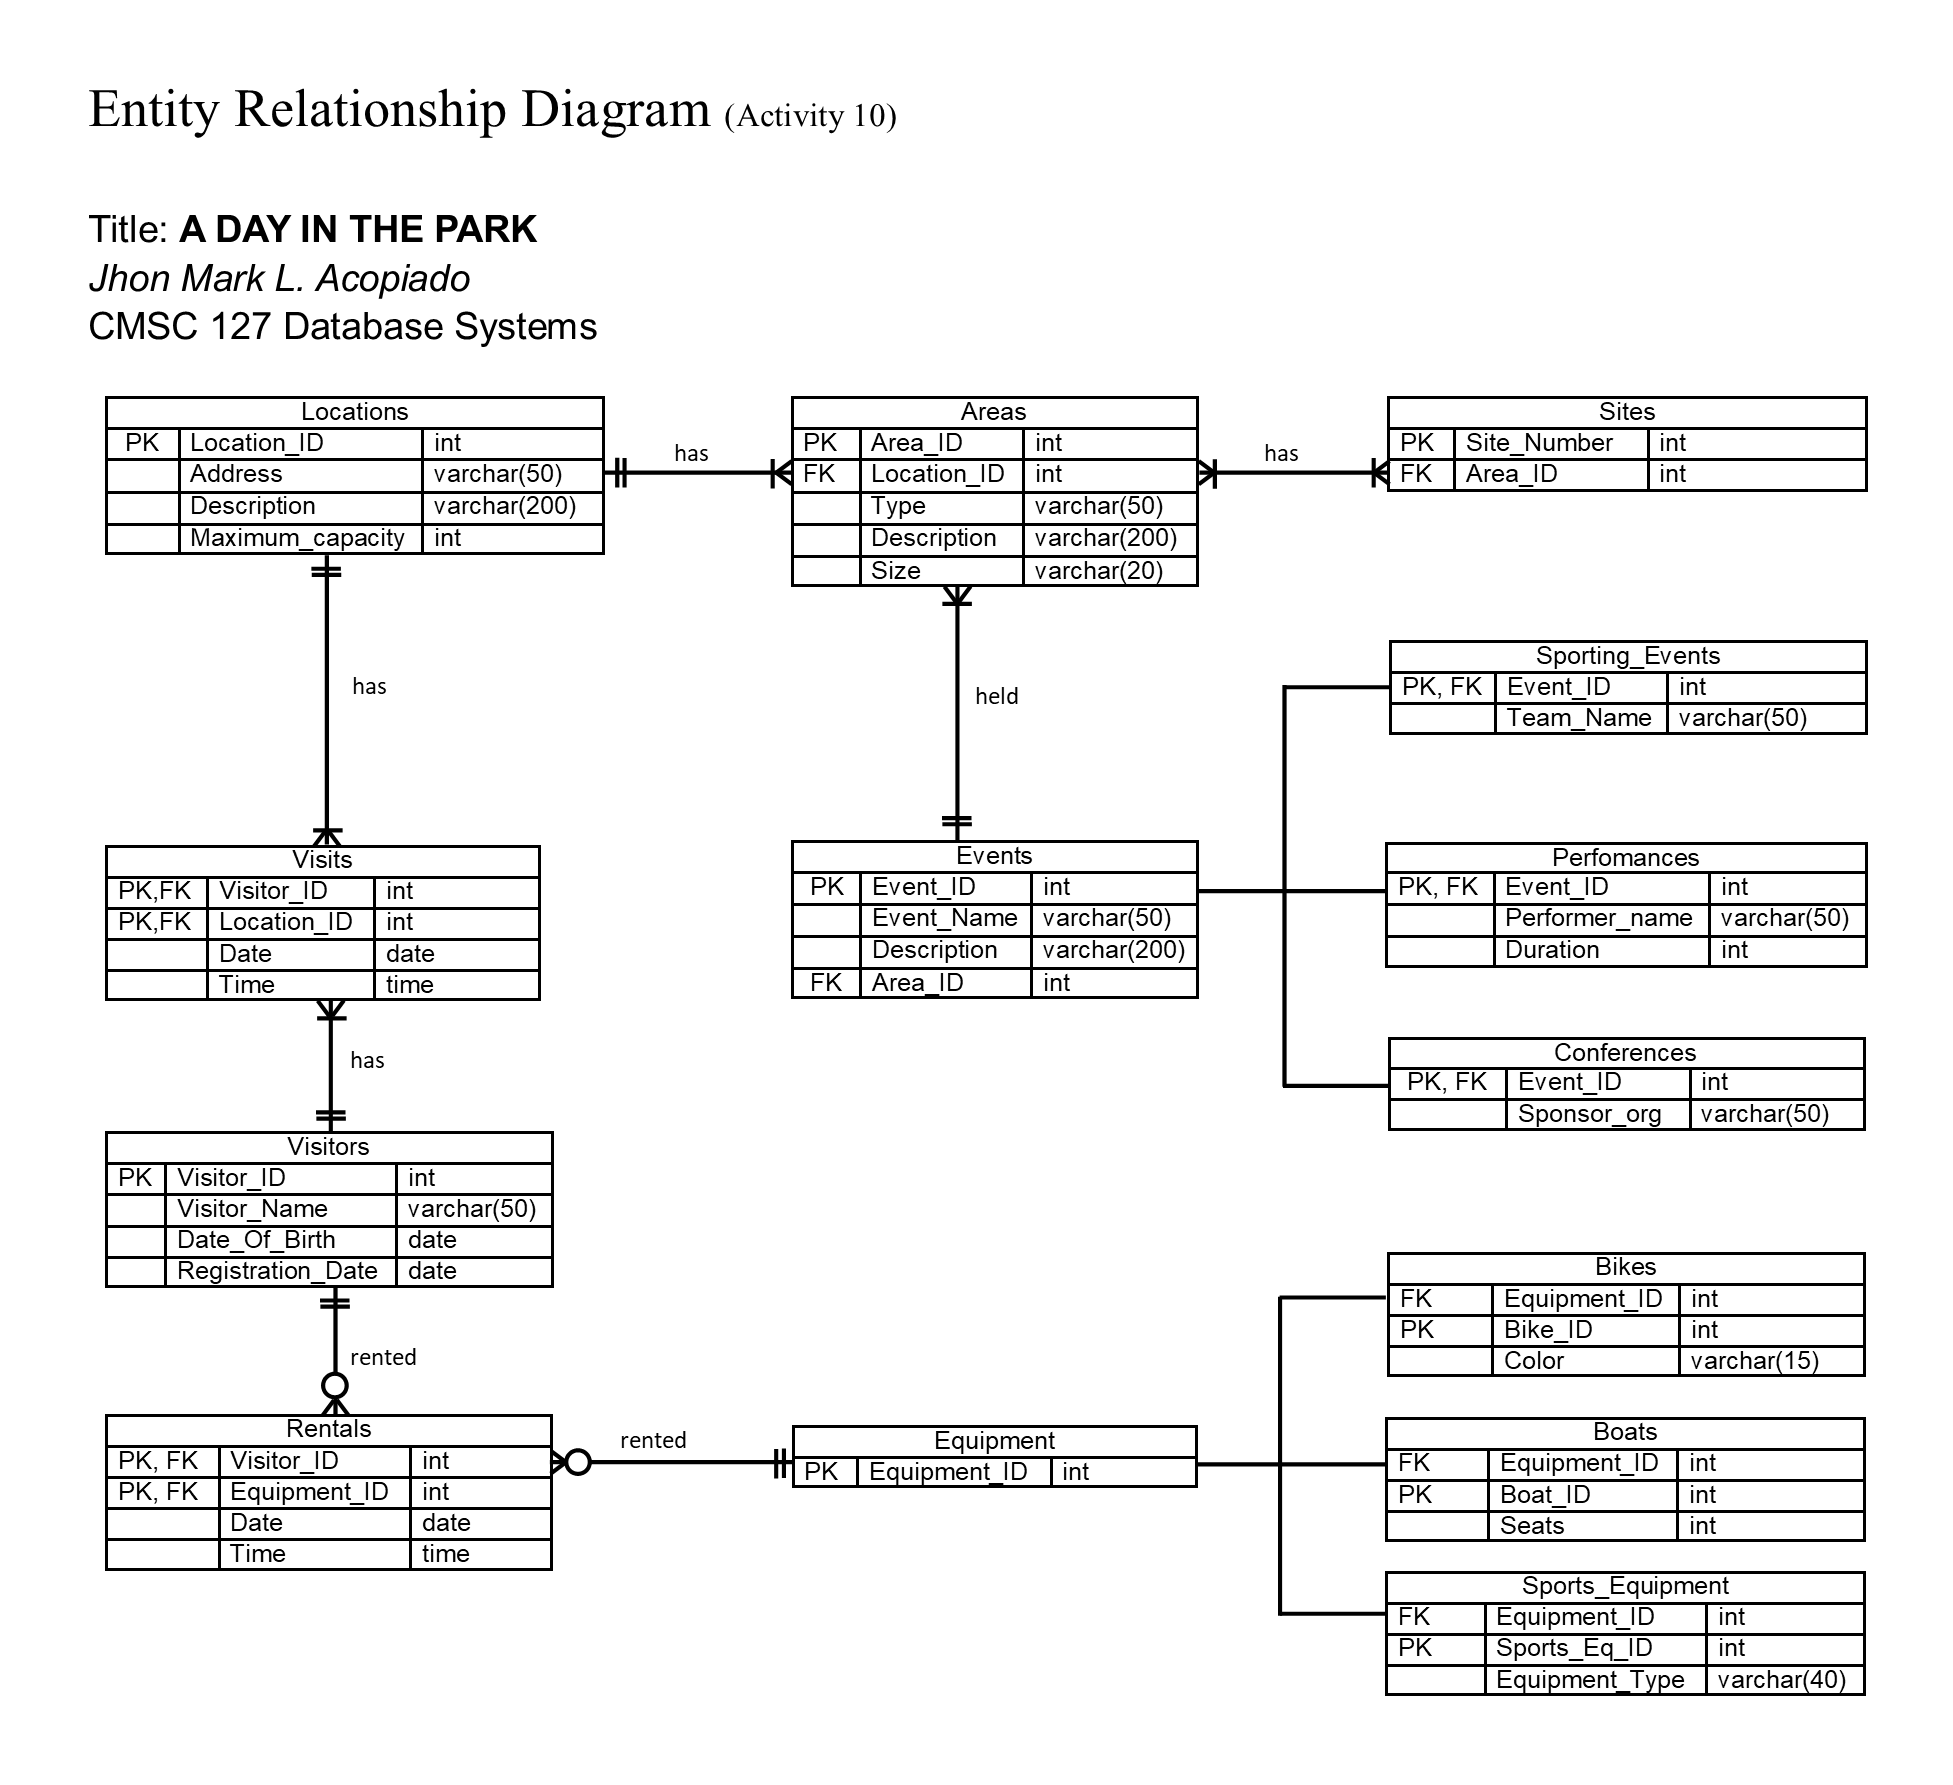 Entity Relationship Diagram (Activity 10)
Title: A DAY IN THE PARK
Jhon Mark L. Acopiado
CMSC 127 Database Systems
Locations
PK Location_ID int
Address varchar(50)
Description varchar(200)
Maximum_capacity int
has
Areas
PK Area_ID int
FK Location_ID int
Type varchar(50)
Description varchar(200)
Size varchar(20)
has
Sites
PK Site_Number int
FK Area_ID int
has
held
Sporting_Events
PK, FK Event_ID int
Team_Name varchar(50)
Visits
PK,FK Visitor_ID int
PK,FK Location_ID int
Date date
Time time
Events
PK Event_ID int
Event_Name varchar(50)
Description varchar(200)
FK Area_ID int
Perfomances
PK, FK Event_ID int
Performer_name varchar(50)
Duration int
has
Conferences
PK, FK Event_ID int
Sponsor_org varchar(50)
Visitors
PK Visitor_ID int
Visitor_Name varchar(50)
Date_Of_Birth date
Registration_Date date
rented
Bikes
FK Equipment_ID int
PK Bike_ID int
Color varchar(15)
Rentals
PK, FK Visitor_ID int
PK, FK Equipment_ID int
Date date
Time time
rented
Equipment
PK Equipment_ID int
Boats
FK Equipment_ID int
PK Boat_ID int
Seats int
Sports_Equipment
FK Equipment_ID int
PK Sports_Eq_ID int
Equipment_Type varchar(40)